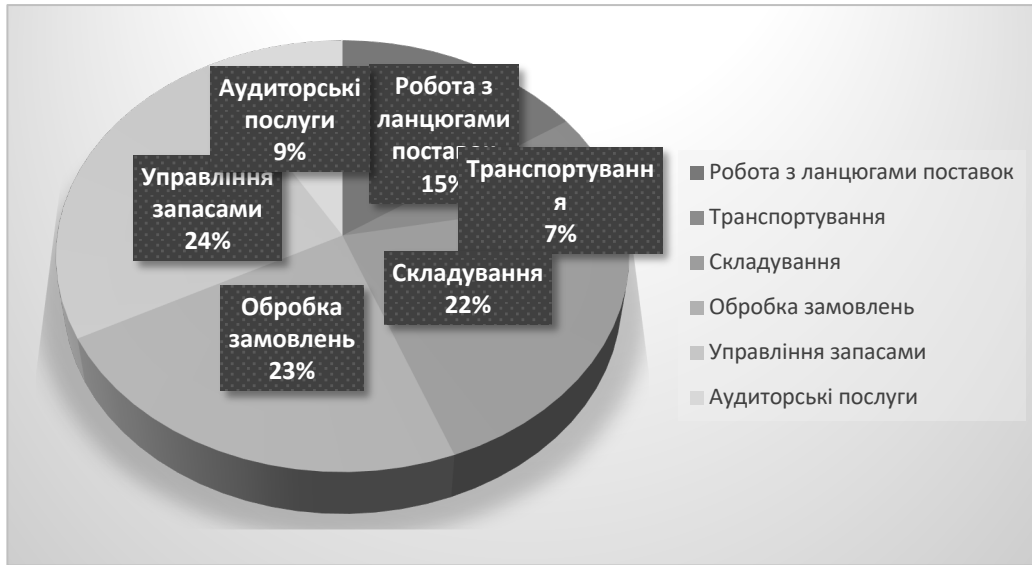 Аудиторські
послуги
9%
Робота з
ланцюгами
поставок
15%
Транспортуванн
я
7%
Управління
запасами
24%
Складування
22%
Обробка
замовлень
23%
Робота з ланцюгами поставок
Транспортування
Складування
Обробка замовлень
Управління запасами
Аудиторські послуги